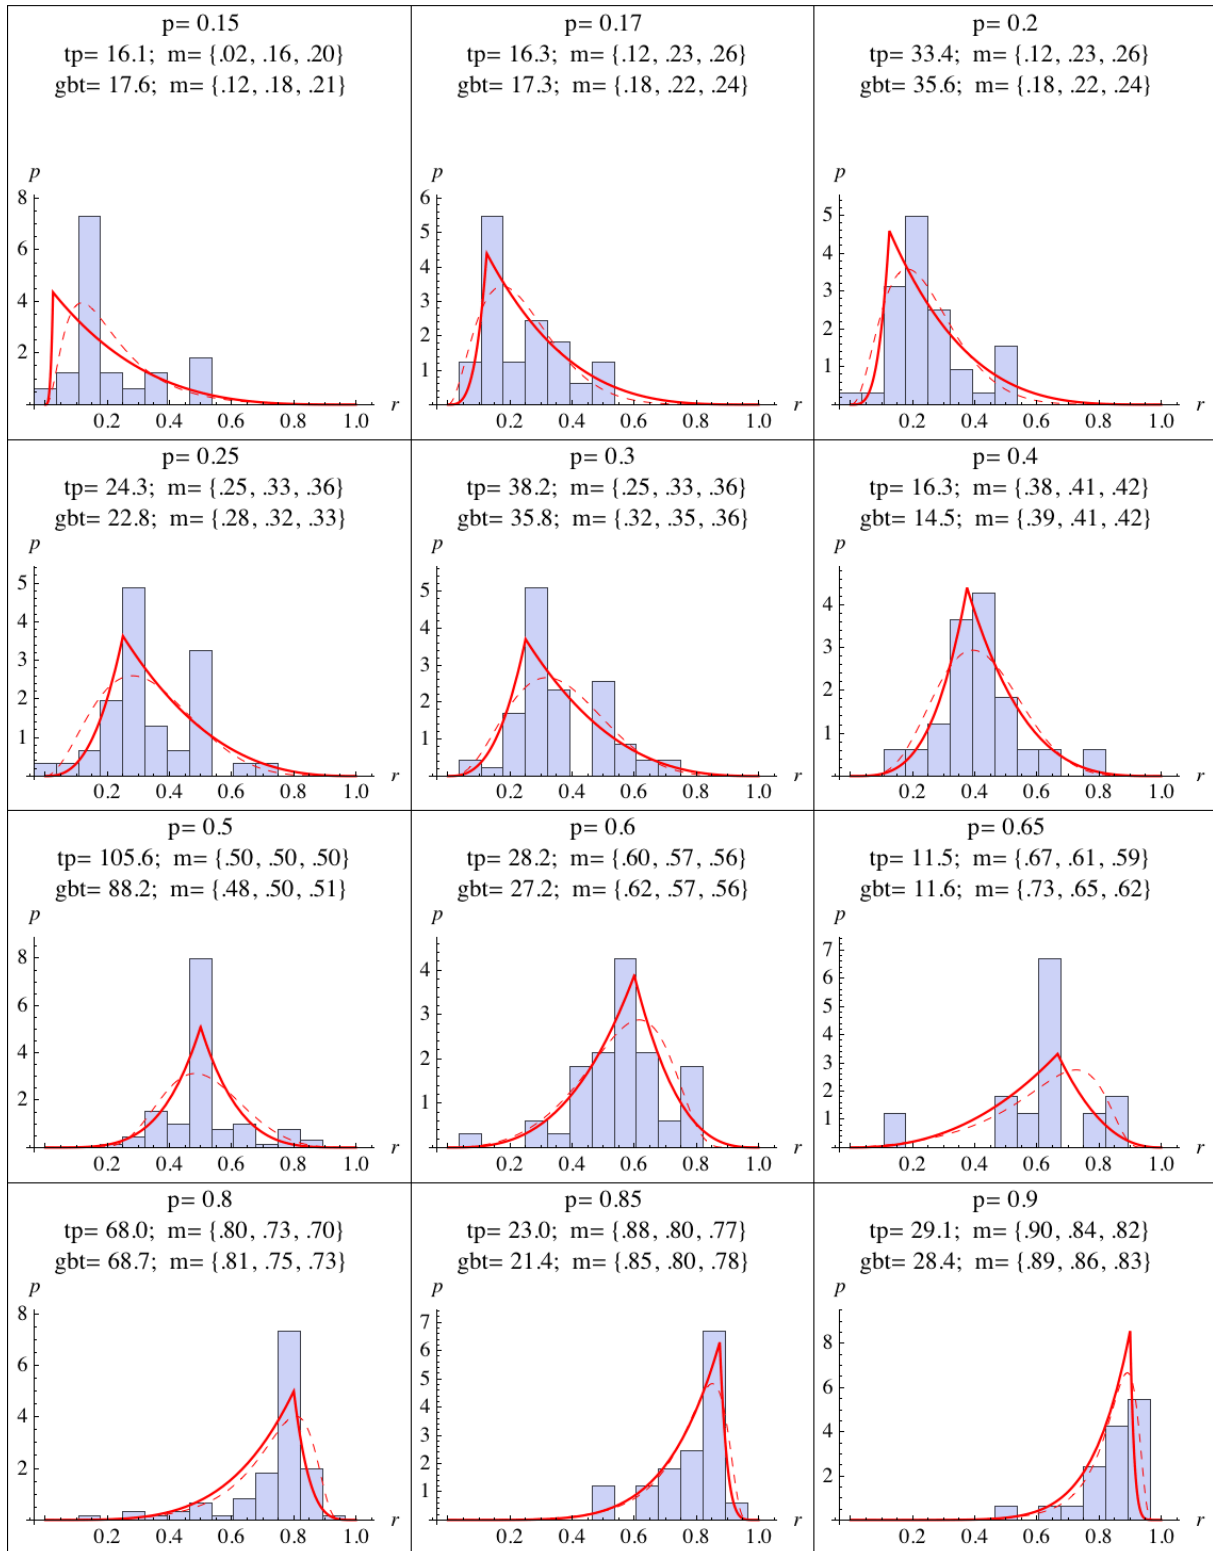 p= 0.15
tp= 16.1; m= {.02, .16, .20}
gbt= 17.6; m= {.12, .18, .21}
p
8
6
4
2
0.2 0.4 0.6 0.8 1.0 r
p= 0.17
tp= 16.3; m= {.12, .23, .26}
gbt= 17.3; m= {.18, .22, .24}
p
6
5
4
3
2
1
0.2 0.4 0.6 0.8 1.0 r
p= 0.2
tp= 33.4; m= {.12, .23, .26}
gbt= 35.6; m= {.18, .22, .24}
p
5
4
3
2
1
0.2 0.4 0.6 0.8 1.0 r
p= 0.25
tp= 24.3; m= {.25, .33, .36}
gbt= 22.8; m= {.28, .32, .33}
p
5
4
3
2
1
0.2 0.4 0.6 0.8 1.0 r
p= 0.3
tp= 38.2; m= {.25, .33, .36}
gbt= 35.8; m= {.32, .35, .36}
p
5
4
3
2
1
0.2 0.4 0.6 0.8 1.0 r
p= 0.4
tp= 16.3; m= {.38, .41, .42}
gbt= 14.5; m= {.39, .41, .42}
p
4
3
2
1
0.2 0.4 0.6 0.8 1.0 r
p= 0.5
tp= 105.6; m= {.50, .50, .50}
gbt= 88.2; m= {.48, .50, .51}
p
8
6
4
2
0.2 0.4 0.6 0.8 1.0 r
p= 0.6
tp= 28.2; m= {.60, .57, .56}
gbt= 27.2; m= {.62, .57, .56}
p
4
3
2
1
0.2 0.4 0.6 0.8 1.0 r
p= 0.65
tp= 11.5; m= {.67, .61, .59}
gbt= 11.6; m= {.73, .65, .62}
p
7
6
5
4
3
2
1
0.2 0.4 0.6 0.8 1.0 r
p= 0.8
tp= 68.0; m= {.80, .73, .70}
gbt= 68.7; m= {.81, .75, .73}
p
8
6
4
2
0.2 0.4 0.6 0.8 1.0 r
p= 0.85
tp= 23.0; m= {.88, .80, .77}
gbt= 21.4; m= {.85, .80, .78}
p
7
6
5
4
3
2
1
0.2 0.4 0.6 0.8 1.0 r
p= 0.9
tp= 29.1; m= {.90, .84, .82}
gbt= 28.4; m= {.89, .86, .83}
p
8
6
4
2
0.2 0.4 0.6 0.8 1.0 r